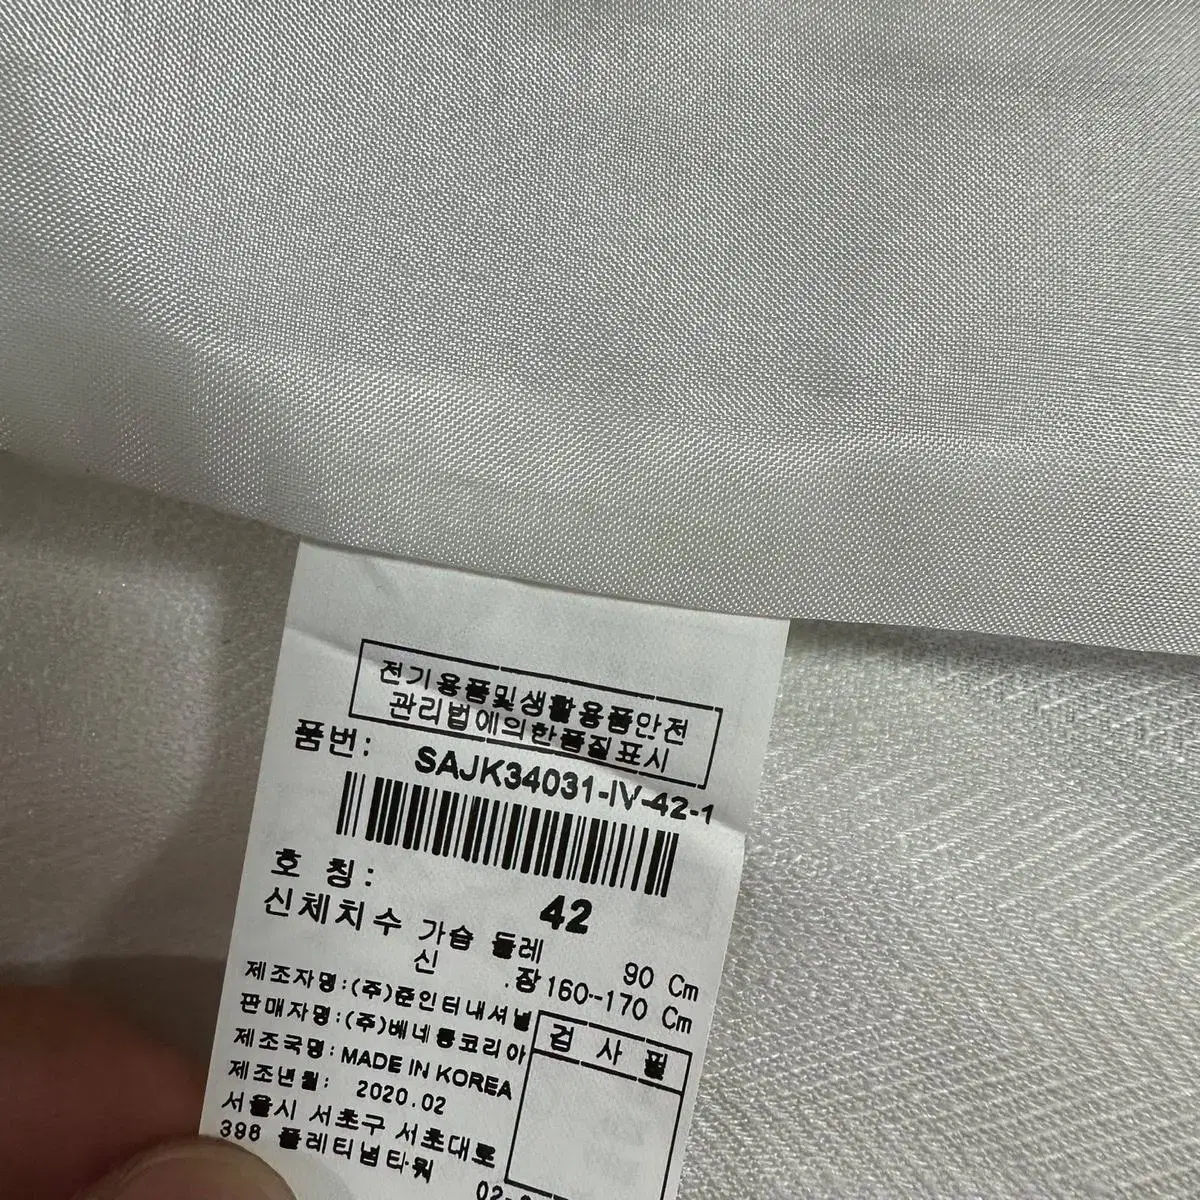 전기용품및생활용품안전
관리법에의한품질표시
품번: SAJK34031-IV-42-1
호 칭: 42
신체치수 가슴 둘레 90 Cm
신 장 160--170 Cm
제조자명:(주)준인터내셔널
판매자명:(주)베네통코리아
제조국명:MADE IN KOREA
제조년월: 2020.02
서울시 서초구 서초대로
398 플레티넘타워
검 사 필